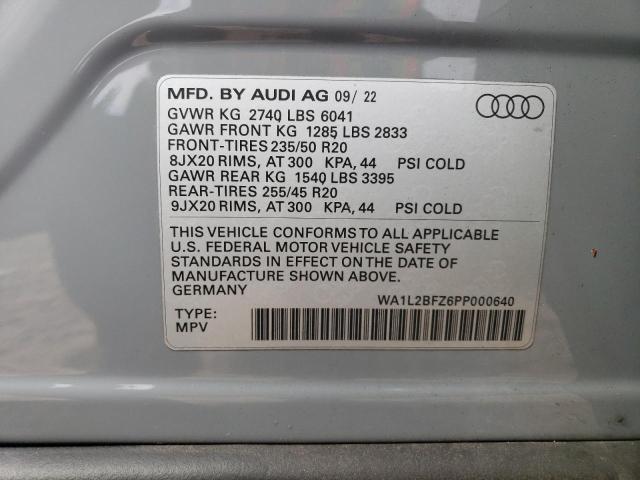 MFD. BY AUDI AG 09/ 22
GVWR KG 2740 LBS 6041
GAWR FRONT KG 1285 LBS 2833
FRONT-TIRES 235/50 R20
8JX20 RIMS, AT 300 KPA, 44 PSI COLD
GAWR REAR KG 1540 LBS 3395
REAR-TIRES 255/45 R20
9JX20 RIMS, AT 300 KPA, 44 PSI COLD
THIS VEHICLE CONFORMS TO ALL APPLICABLE
U.S. FEDERAL MOTOR VEHICLE SAFETY
STANDARDS IN EFFECT ON THE DATE OF
MANUFACTURE SHOWN ABOVE.
GERMANY
WA1L2BFZ6PP000640
TYPE:
MPV